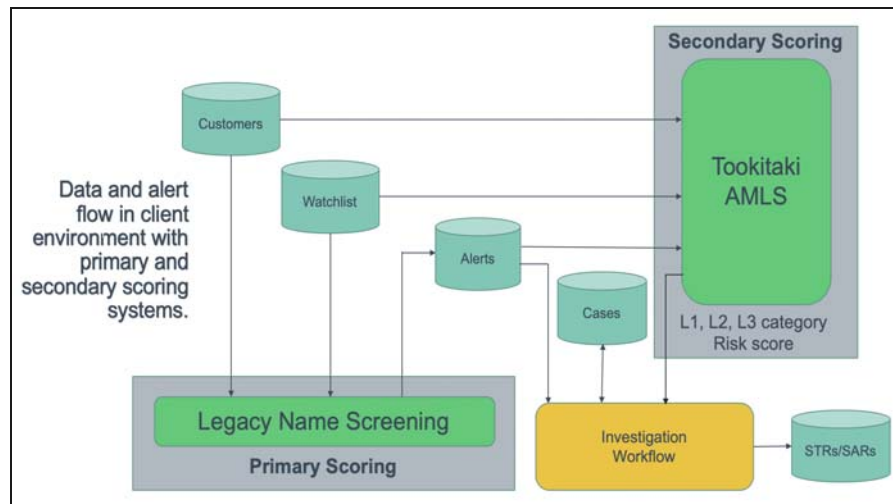 Secondary Scoring
Customers
Tookitaki
AMLS
Data and alert
flow in client
environment with
primary and
secondary scoring
systems.
Watchlist
Alerts
Cases
L1, L2, L3 category
Risk score
Legacy Name Screening
Primary Scoring
Investigation
Workflow
STRs/SARs